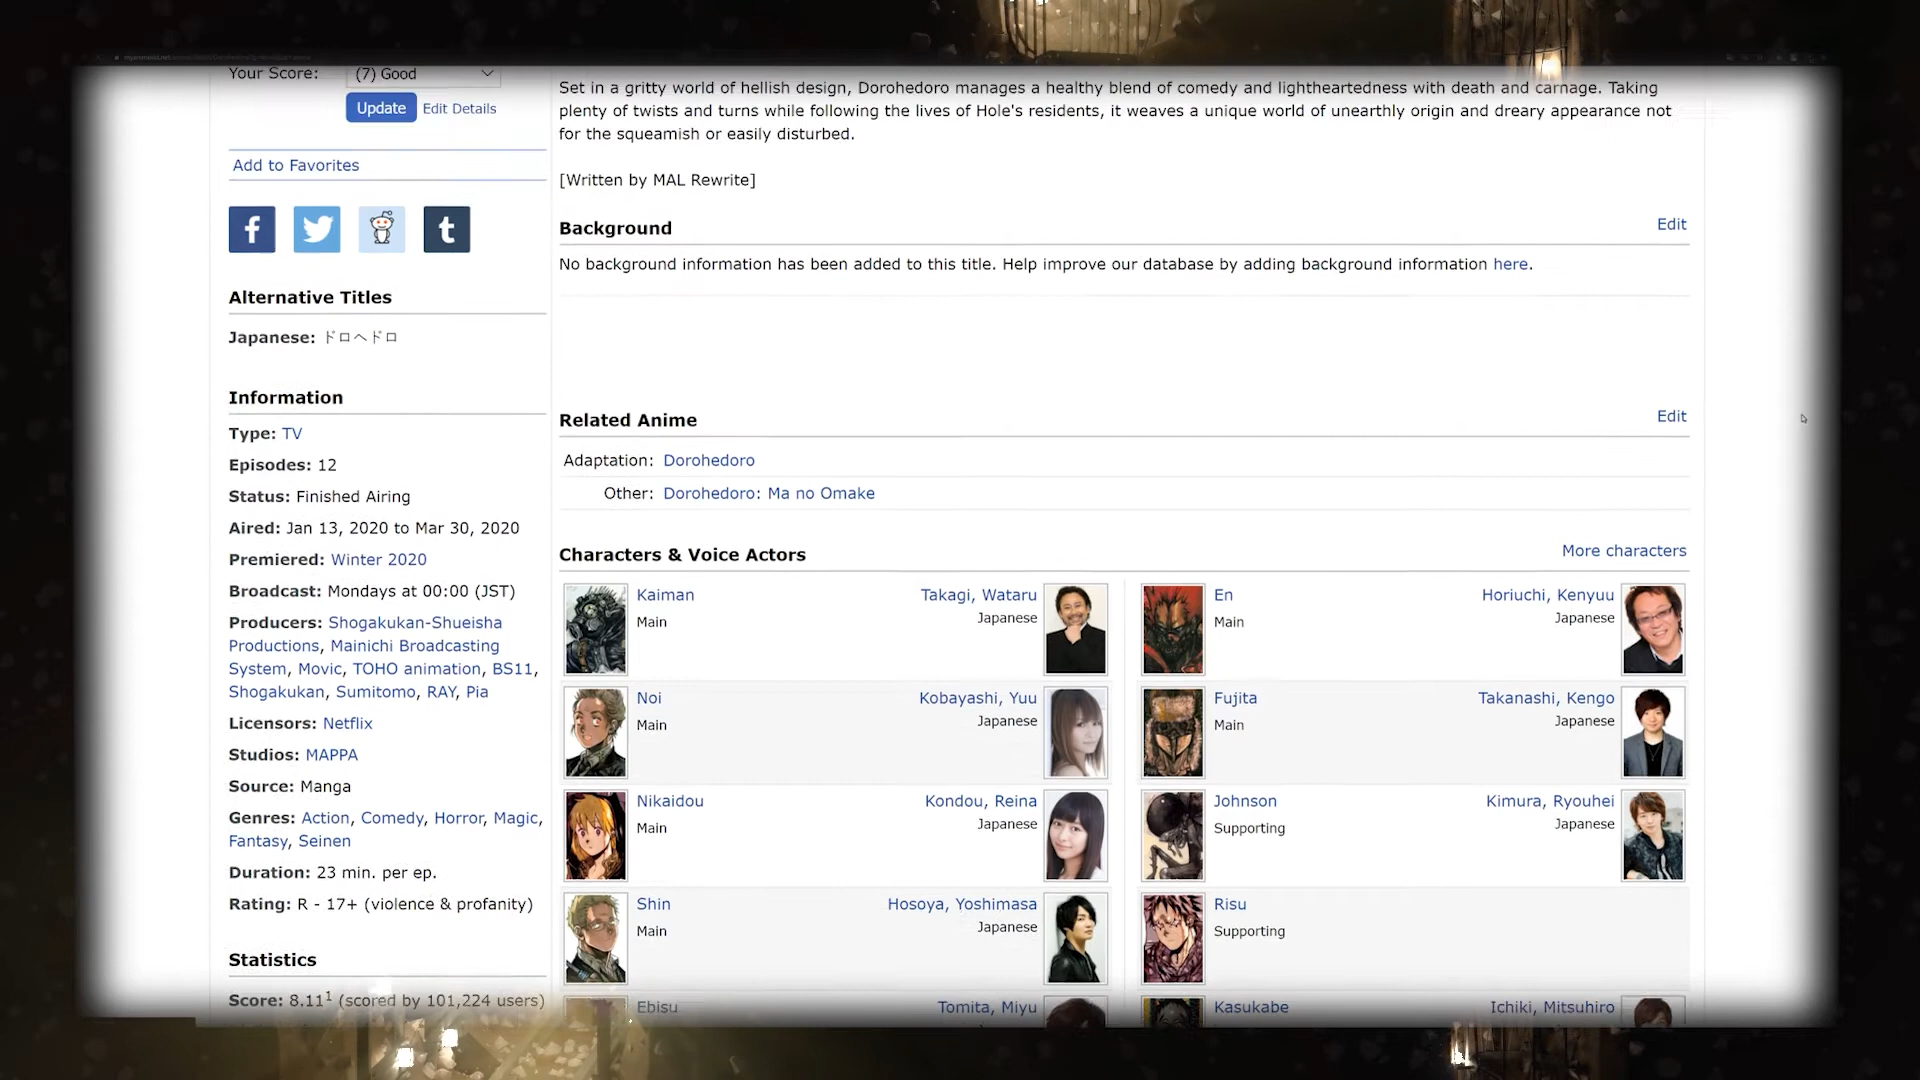 Your Score:
(7) Good
Update
Edit Details
Add to Favorites
f
t
Alternative Titles
Japanese: ドロヘドロ
Information
Type: TV
Episodes: 12
Status: Finished Airing
Aired: Jan 13, 2020 to Mar 30, 2020
Premiered: Winter 2020
Broadcast: Mondays at 00:00 (JST)
Producers: Shogakukan-Shueisha
Productions, Mainichi Broadcasting
System, Movic, TOHO animation, BS11,
Shogakukan, Sumitomo, RAY, Pia
Licensors: Netflix
Studios: MAPPA
Source: Manga
Genres: Action, Comedy, Horror, Magic,
Fantasy, Seinen
Duration: 23 min. per ep.
Rating: R - 17+ (violence & profanity)
Statistics
Score: 8.11¹ (scored by 101,224 users)
Set in a gritty world of hellish design, Dorohedoro manages a healthy blend of comedy and lightheartedness with death and carnage. Taking
plenty of twists and turns while following the lives of Hole's residents, it weaves a unique world of unearthly origin and dreary appearance not
for the squeamish or easily disturbed.
[Written by MAL Rewrite]
Background
Edit
No background information has been added to this title. Help improve our database by adding background information here.
Related Anime
Edit
Adaptation: Dorohedoro
Other: Dorohedoro: Ma no Omake
Characters & Voice Actors
More characters
Kaiman
Main
Takagi, Wataru
Japanese
En
Main
Horiuchi, Kenyuu
Japanese
Noi
Main
Kobayashi, Yuu
Japanese
Fujita
Main
Takanashi, Kengo
Japanese
Nikaidou
Main
Kondou, Reina
Japanese
Johnson
Supporting
Kimura, Ryouhei
Japanese
Shin
Main
Hosoya, Yoshimasa
Japanese
Risu
Supporting
Ebisu
Tomita, Miyu
Kasukabe
Ichiki, Mitsuhiro